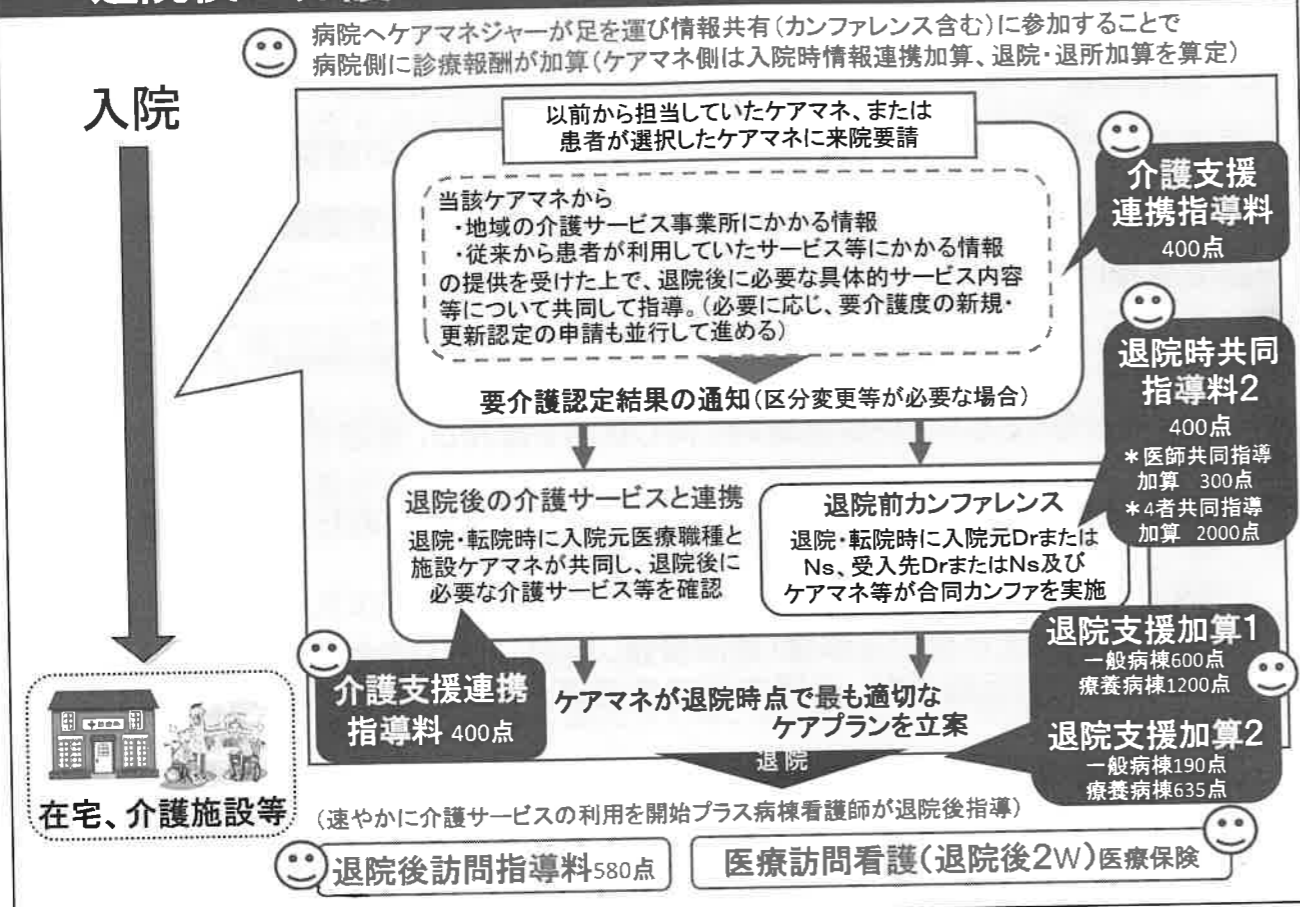 病院へケアマネジャーが足を運び情報共有(カンファレンス含む)に参加することで
病院側に診療報酬が加算(ケアマネ側は入院時情報連携加算、退院・退所加算を算定)
入院
以前から担当していたケアマネ、または
患者が選択したケアマネに来院要請
介護支援
連携指導料
400点
当該ケアマネから
・地域の介護サービス事業所にかかる情報
・従来から患者が利用していたサービス等にかかる情報
の提供を受けた上で、退院後に必要な具体的サービス内容
等について共同して指導。(必要に応じ、要介護度の新規・
更新認定の申請も並行して進める)
要介護認定結果の通知(区分変更等が必要な場合)
退院時共同
指導料2
400点
*医師共同指導
加算 300点
*4者共同指導
加算 2000点
退院後の介護サービスと連携
退院・転院時に入院元医療職種と
施設ケアマネが共同し、退院後に
必要な介護サービス等を確認
退院前カンファレンス
退院・転院時に入院元Drまたは
Ns、受入先DrまたはNs及び
ケアマネ等が合同カンファを実施
介護支援連携
指導料 400点
ケアマネが退院時点で最も適切な
ケアプランを立案
退院支援加算1
一般病棟600点
療養病棟1200点
退院支援加算2
一般病棟190点
療養病棟635点
退院
在宅、介護施設等
(速やかに介護サービスの利用を開始プラス病棟看護師が退院後指導)
退院後訪問指導料580点
医療訪問看護(退院後2W)医療保険